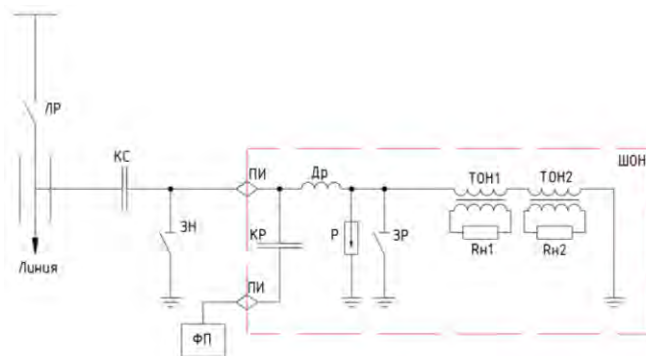 ЛР
КС
ПИ
Др
ТОН1
ТОН2
ШОН
ЗН
КР
Р
ЗР
Rн1
Rн2
Линия
ПИ
ФП